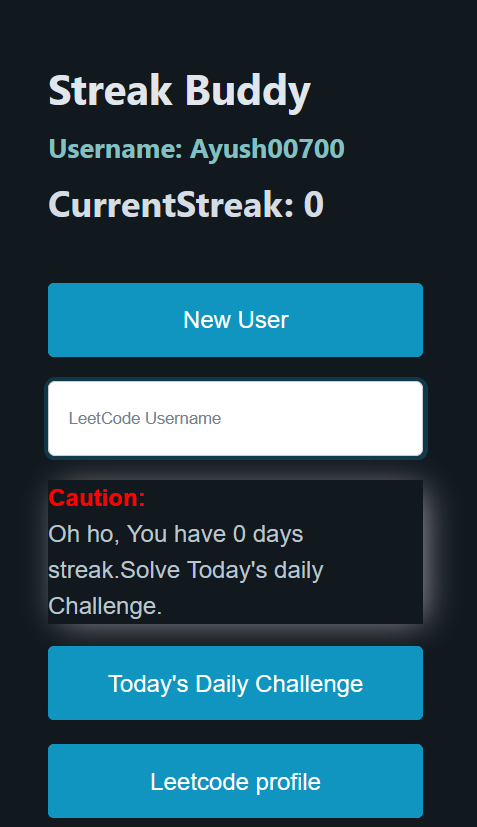 Streak Buddy
Username: Ayush00700
CurrentStreak: 0
New User
LeetCode Username
Caution:
Oh ho, You have 0 days
streak.Solve Today's daily
Challenge.
Today's Daily Challenge
Leetcode profile